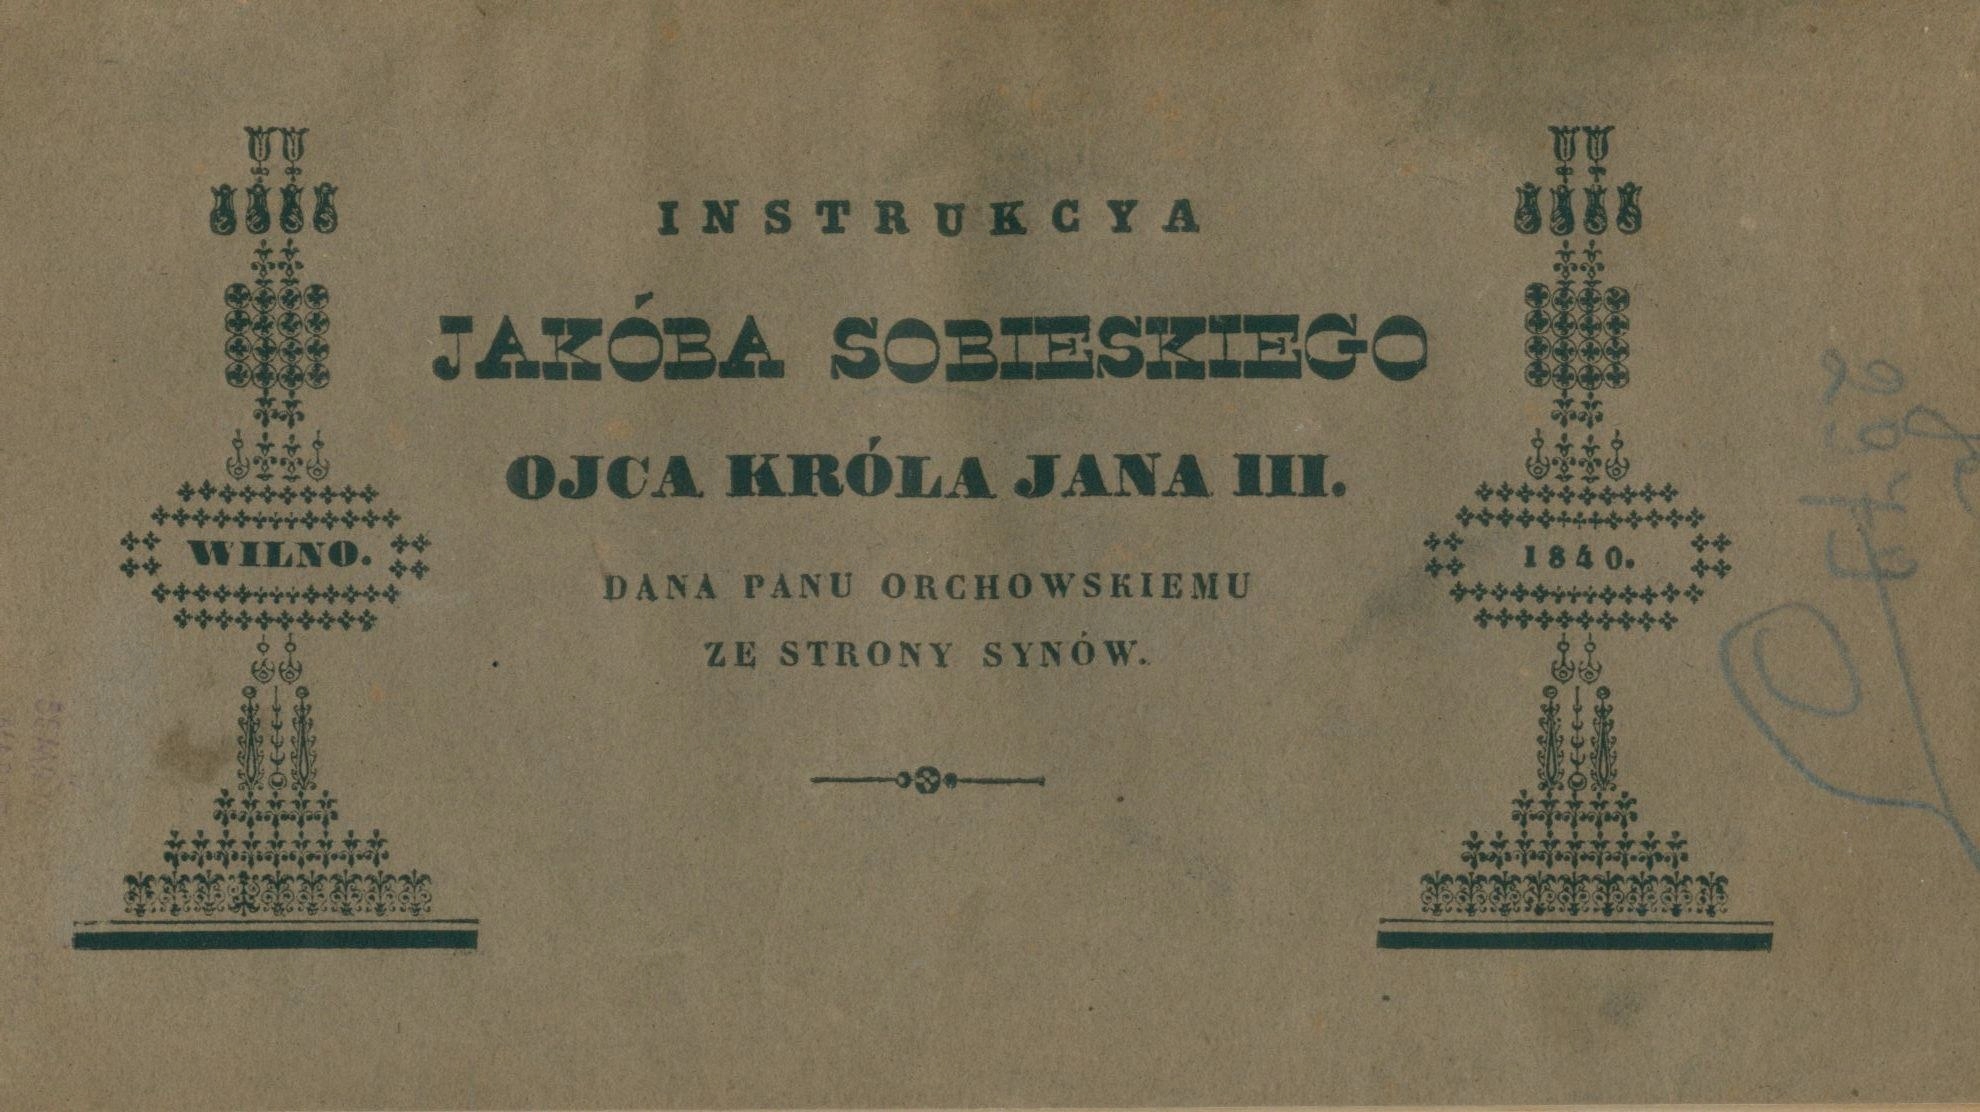 INSTRUKCYA
JAKÓBA SOBIESKIEGO
OJCA KRÓLA JANA III.
WILNO.
1840.
DANA PANU ORCHOWSKIEMU
ZE STRONY SYNÓW.